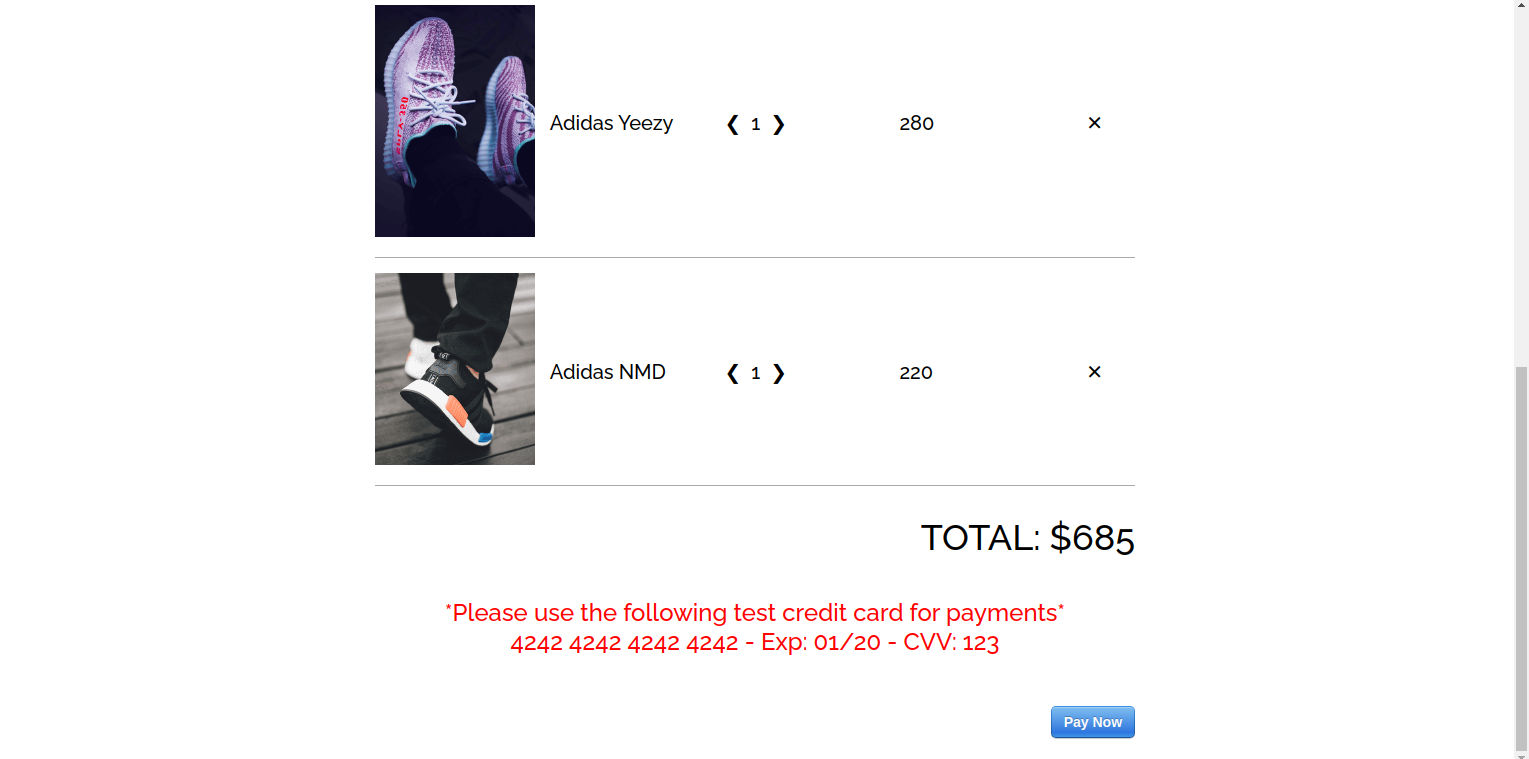 Adidas Yeezy ❮ 1 ❯ 280 ✕
Adidas NMD ❮ 1 ❯ 220 ✕
TOTAL: $685
*Please use the following test credit card for payments*
4242 4242 4242 4242 - Exp: 01/20 - CVV: 123
Pay Now